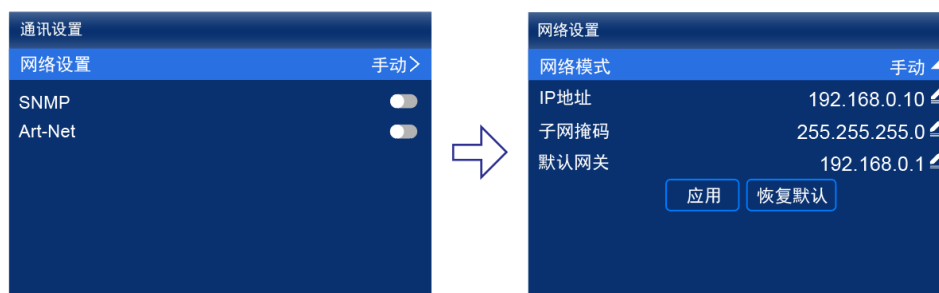 通讯设置
网络设置 手动
SNMP
Art-Net
网络设置
网络模式 手动
IP地址 192.168.0.10
子网掩码 255.255.255.0
默认网关 192.168.0.1
应用 恢复默认